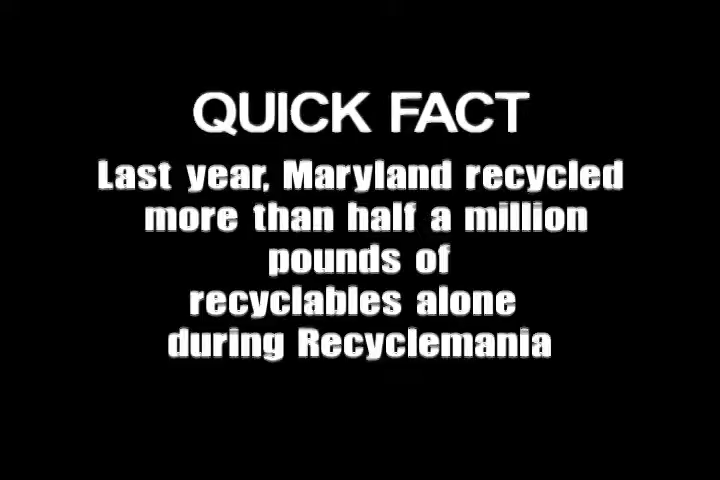 QUICK FACT
Last year, Maryland recycled
more than half a million
pounds of
recyclables alone
during Recyclemania